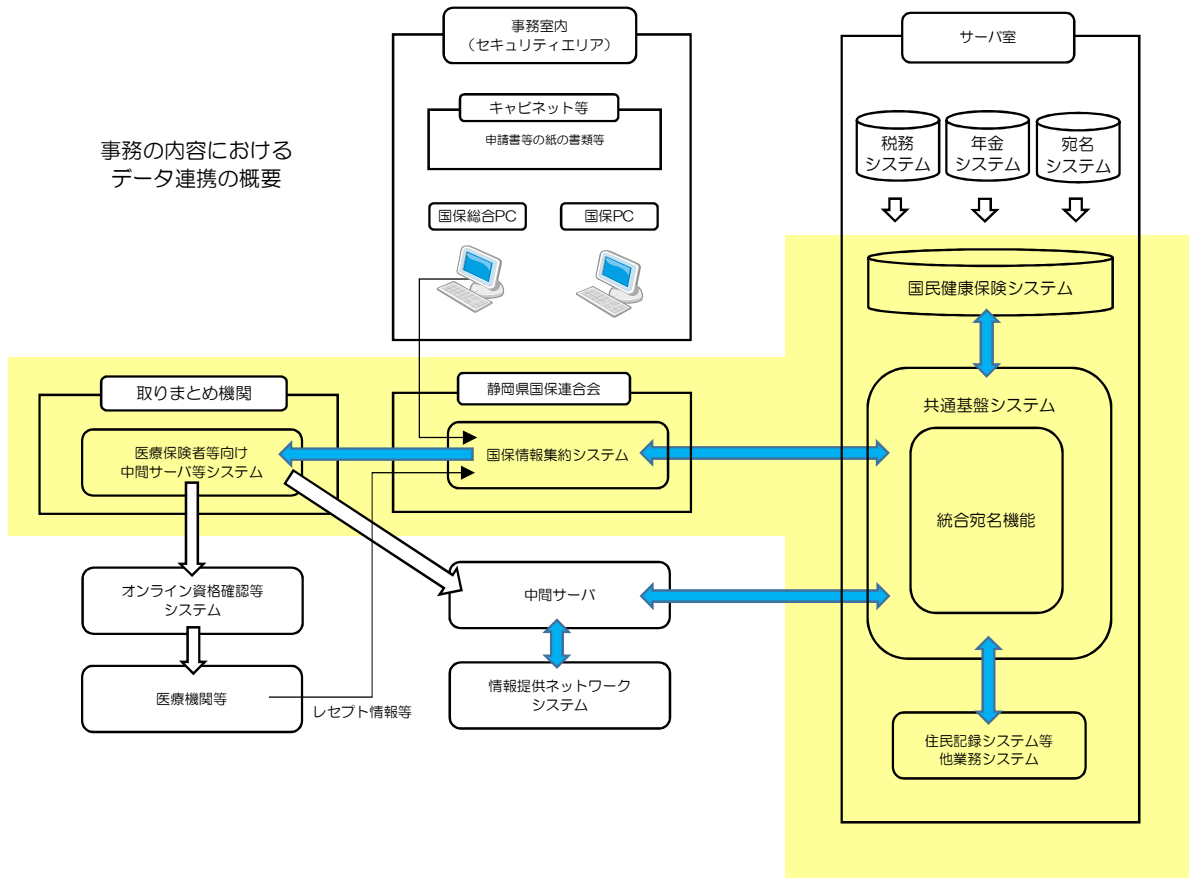 事務の内容における
データ連携の概要
事務室内
（セキュリティエリア）
キャビネット等
申請書等の紙の書類等
国保総合PC
国保PC
サーバ室
税務
システム
年金
システム
宛名
システム
国民健康保険システム
共通基盤システム
統合宛名機能
住民記録システム等
他業務システム
取りまとめ機関
医療保険者等向け
中間サーバ等システム
静岡県国保連合会
国保情報集約システム
オンライン資格確認等
システム
医療機関等
レセプト情報等
中間サーバ
情報提供ネットワーク
システム